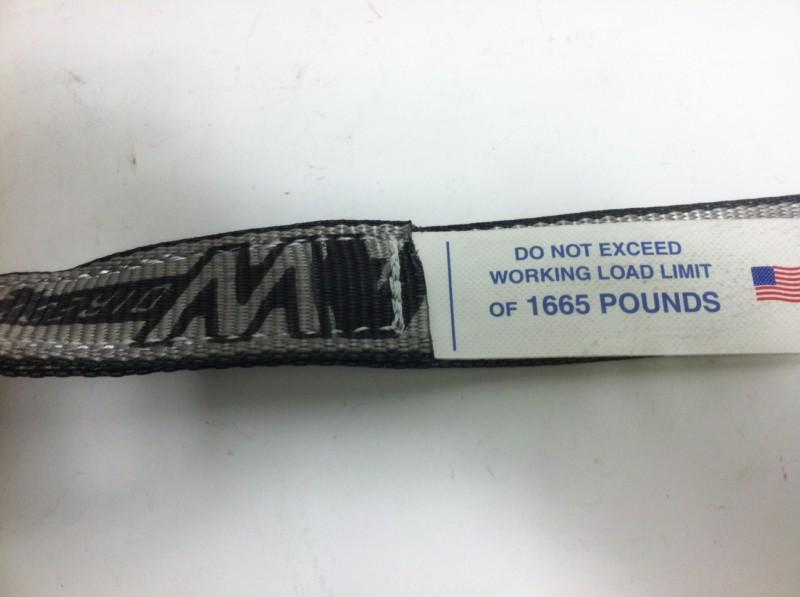 M
DO NOT EXCEED
WORKING LOAD LIMIT
OF 1665 POUNDS